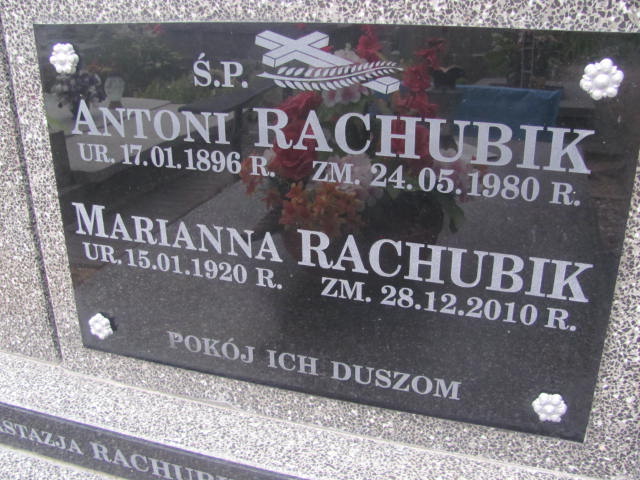 Ś.P.
ANTONI RACHUBIK
UR. 17.01.1896 R. ZM. 24.05.1980 R.
MARIANNA RACHUBIK
UR. 15.01.1920 R. ZM. 28.12.2010 R.
POKÓJ ICH DUSZOM